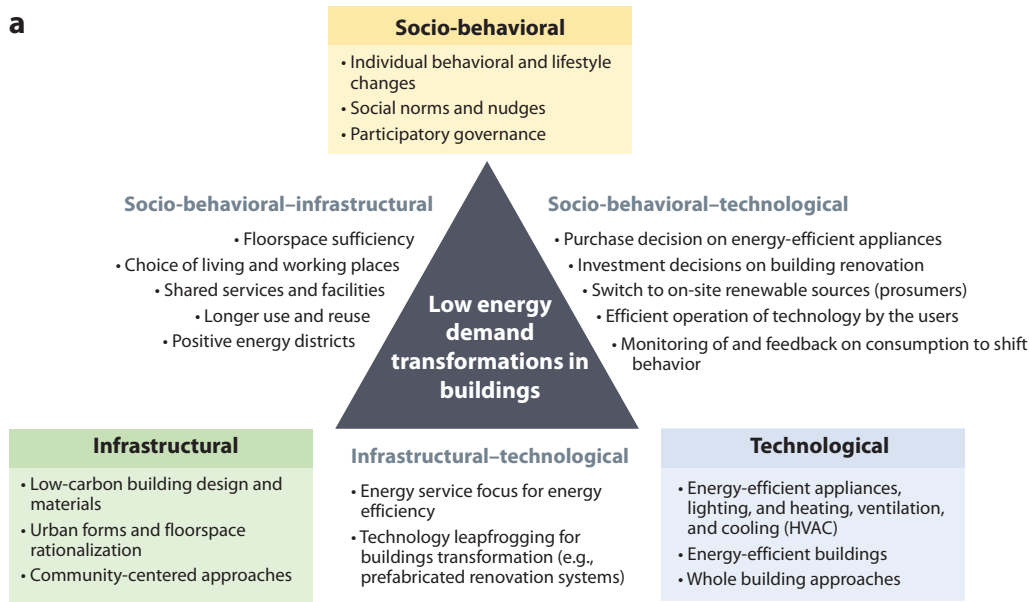 a
Socio-behavioral
• Individual behavioral and lifestyle
changes
• Social norms and nudges
• Participatory governance
Socio-behavioral–infrastructural
• Floorspace sufficiency
• Choice of living and working places
• Shared services and facilities
• Longer use and reuse
• Positive energy districts
Socio-behavioral–technological
• Purchase decision on energy-efficient appliances
• Investment decisions on building renovation
• Switch to on-site renewable sources (prosumers)
• Efficient operation of technology by the users
• Monitoring of and feedback on consumption to shift
behavior
Low energy
demand
transformations in
buildings
Infrastructural
• Low-carbon building design and
materials
• Urban forms and floorspace
rationalization
• Community-centered approaches
Infrastructural–technological
• Energy service focus for energy
efficiency
• Technology leapfrogging for
buildings transformation (e.g.,
prefabricated renovation systems)
Technological
• Energy-efficient appliances,
lighting, and heating, ventilation,
and cooling (HVAC)
• Energy-efficient buildings
• Whole building approaches